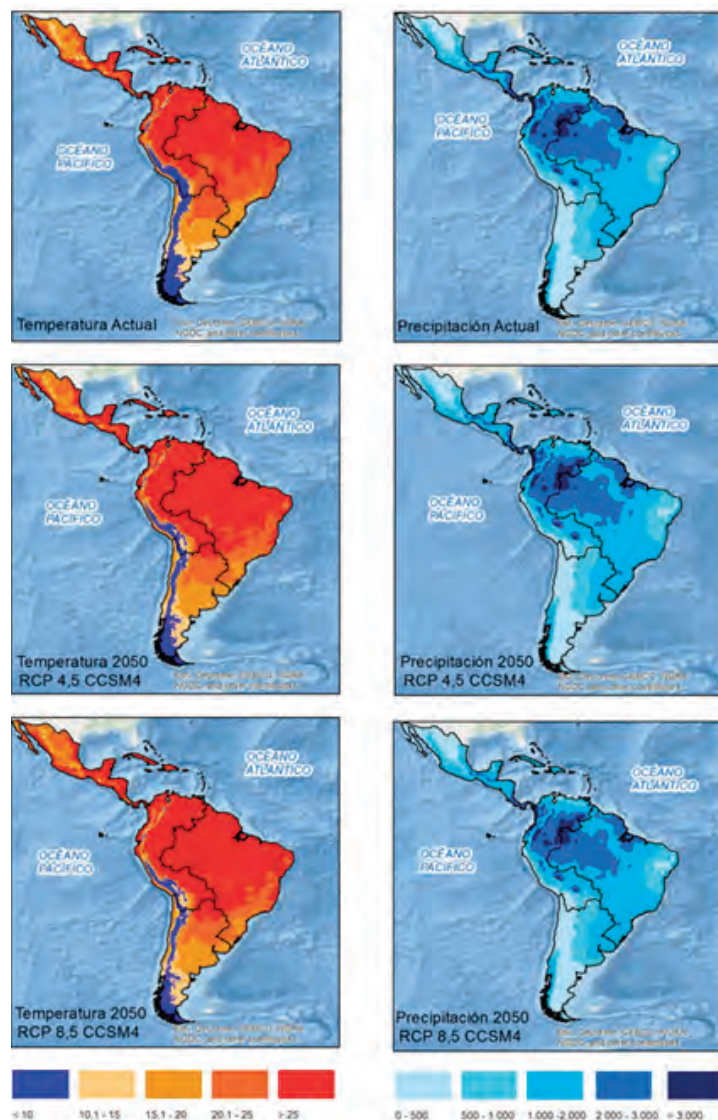 OCÉANO
ATLÁNTICO
OCÉANO
PACÍFICO
Temperatura Actual
OCÉANO
ATLÁNTICO
OCÉANO
PACÍFICO
Precipitación Actual
OCÉANO
ATLÁNTICO
OCÉANO
PACÍFICO
Temperatura 2050
RCP 4,5 CCSM4
OCÉANO
ATLÁNTICO
OCÉANO
PACÍFICO
Precipitación 2050
RCP 4,5 CCSM4
OCÉANO
ATLÁNTICO
OCÉANO
PACÍFICO
Temperatura 2050
RCP 8,5 CCSM4
OCÉANO
ATLÁNTICO
OCÉANO
PACÍFICO
Precipitación 2050
RCP 8,5 CCSM4
10.1 - 15
15.1 - 20
20.1 - 25
> 25
0 - 500
500 - 1.000
1.000 -2.000
2.000 - 3.000